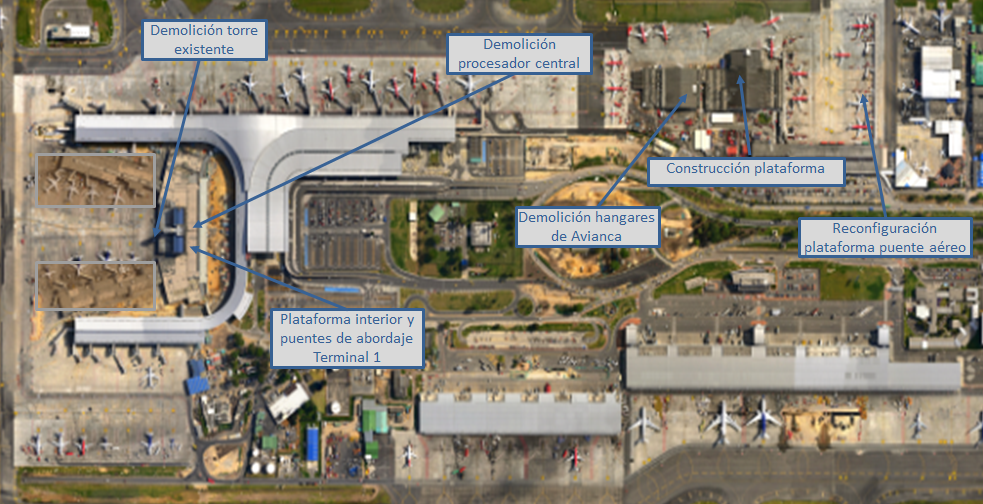 Demolición torre
existente
Demolición
procesador central
Construcción plataforma
Demolición hangares
de Avianca
Reconfiguración
plataforma puente aéreo
Plataforma interior y
puentes de abordaje
Terminal 1